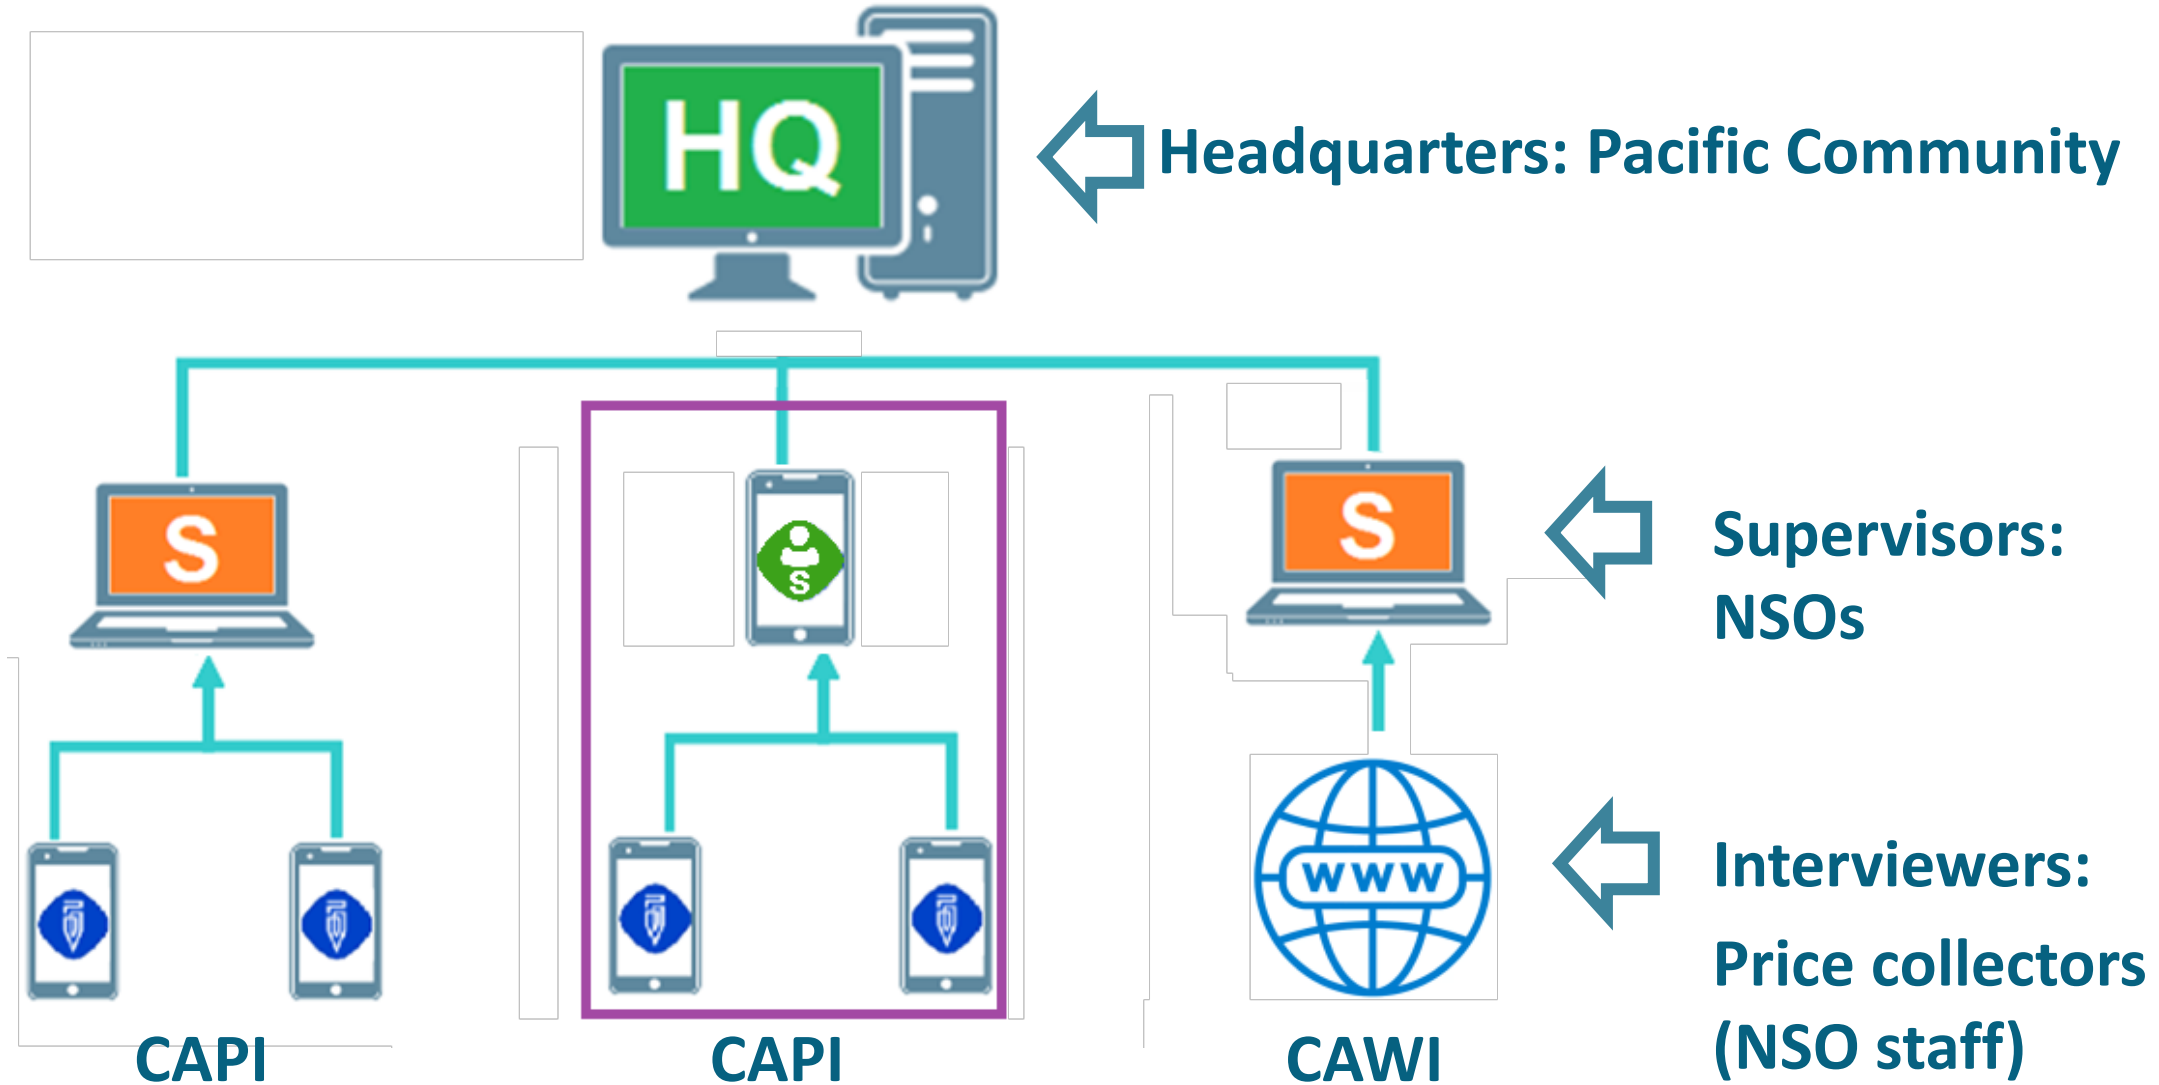 HQ
Headquarters: Pacific Community
S
S
S
Supervisors:
NSOs
WWW
Interviewers:
Price collectors
(NSO staff)
CAPI
CAPI
CAWI